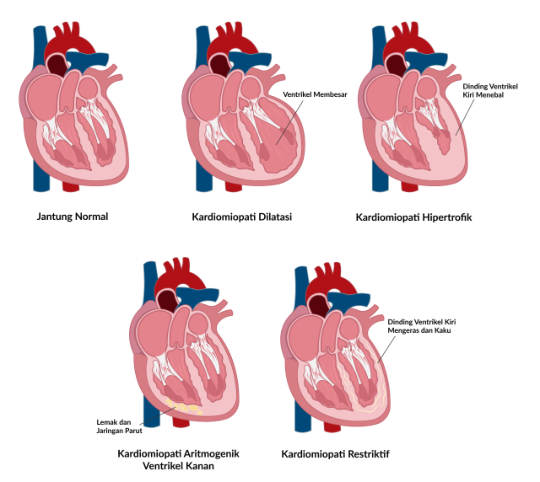 Ventrikel Membesar
Dinding Ventrikel
Kiri Menebal
Jantung Normal
Kardiomiopati Dilatasi
Kardiomiopati Hipertrofik
Dinding Ventrikel Kiri
Mengeras dan Kaku
Lemak dan
Jaringan Parut
Kardiomiopati Aritmogenik
Ventrikel Kanan
Kardiomiopati Restriktif